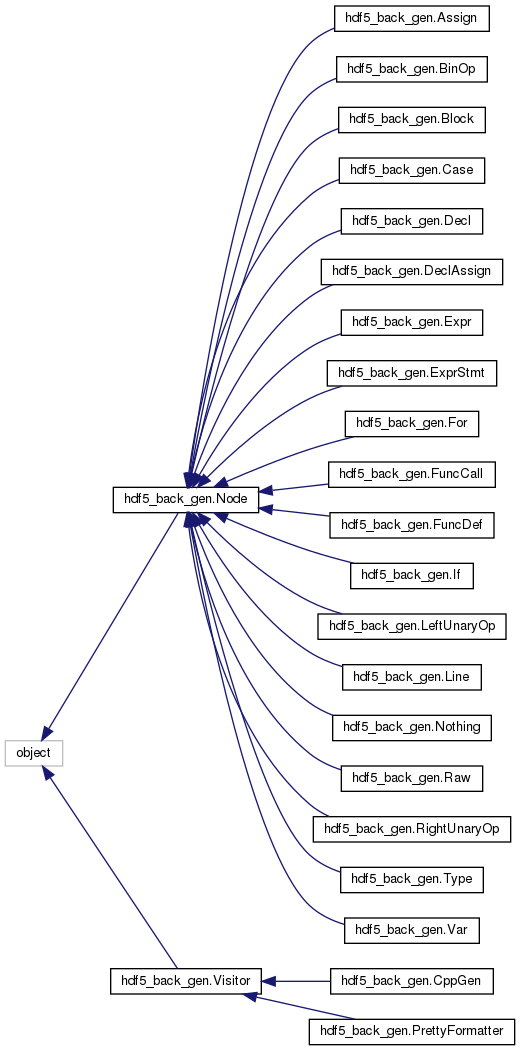 hdf5_back_gen.Assign
hdf5_back_gen.BinOp
hdf5_back_gen.Block
hdf5_back_gen.Case
hdf5_back_gen.Decl
hdf5_back_gen.DeclAssign
hdf5_back_gen.Expr
hdf5_back_gen.ExprStmt
hdf5_back_gen.For
hdf5_back_gen.FuncCall
hdf5_back_gen.Node
hdf5_back_gen.FuncDef
hdf5_back_gen.If
hdf5_back_gen.LeftUnaryOp
hdf5_back_gen.Line
hdf5_back_gen.Nothing
object
hdf5_back_gen.Raw
hdf5_back_gen.RightUnaryOp
hdf5_back_gen.Type
hdf5_back_gen.Var
hdf5_back_gen.Visitor
hdf5_back_gen.CppGen
hdf5_back_gen.PrettyFormatter